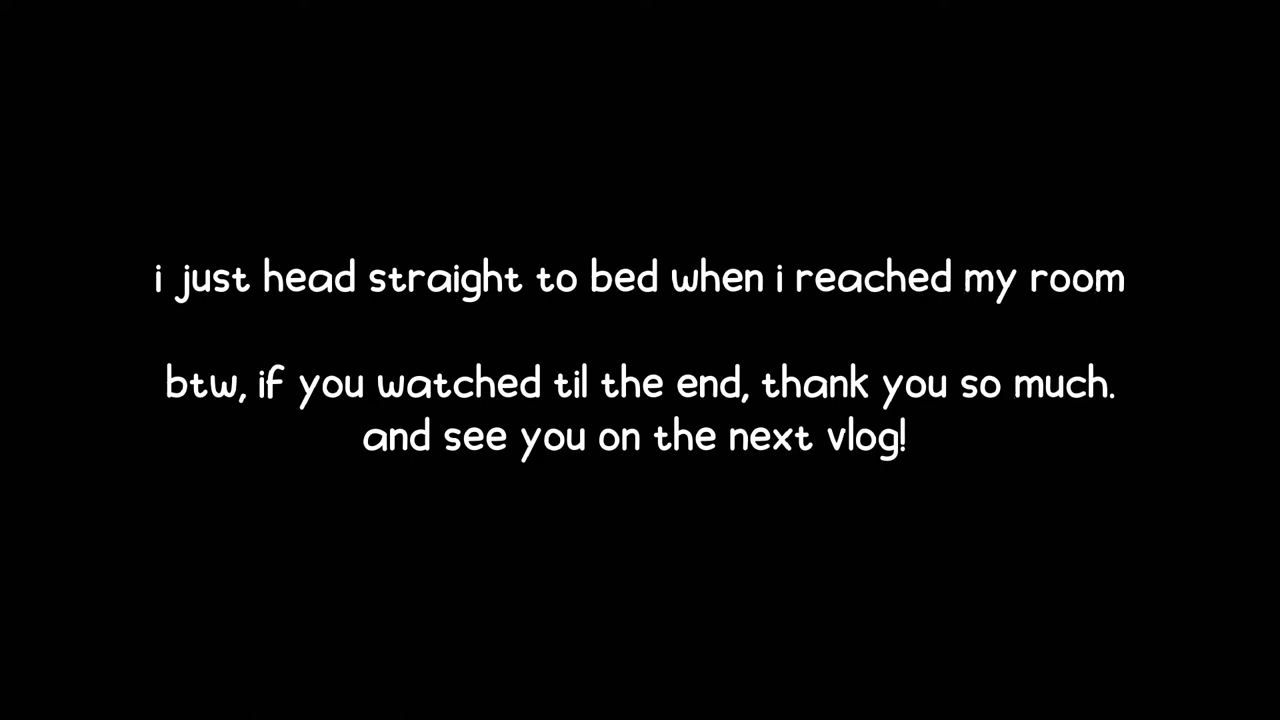 i just head straight to bed when i reached my room
btw, if you watched til the end, thank you so much.
and see you on the next vlog!